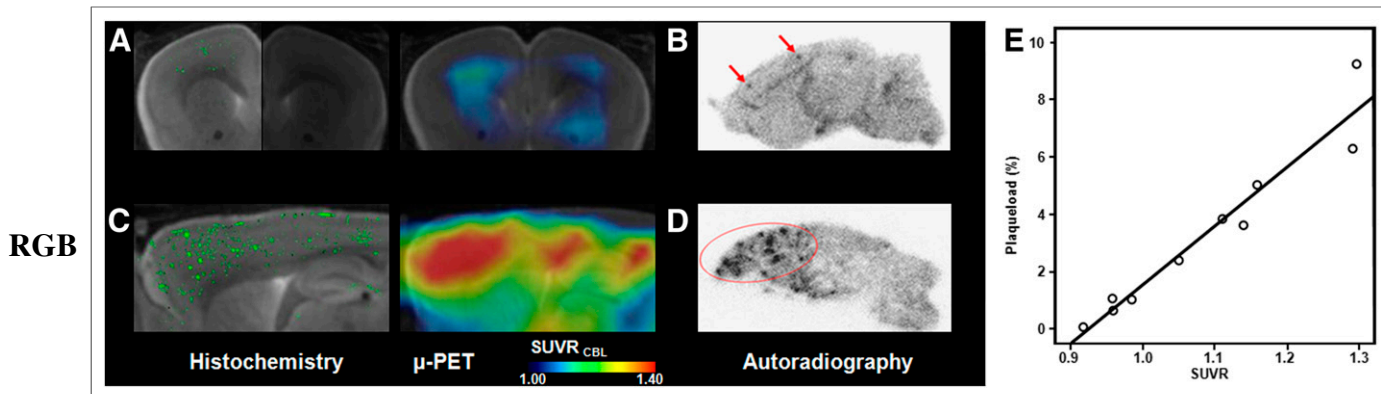 RGB
A
B
C
D
E
Histochemistry
μ-PET
SUVR CBL
1.00
1.40
Autoradiography
Plaqueload (%)
10
8
6
4
2
0
0.9
1.0
1.1
1.2
1.3
SUVR